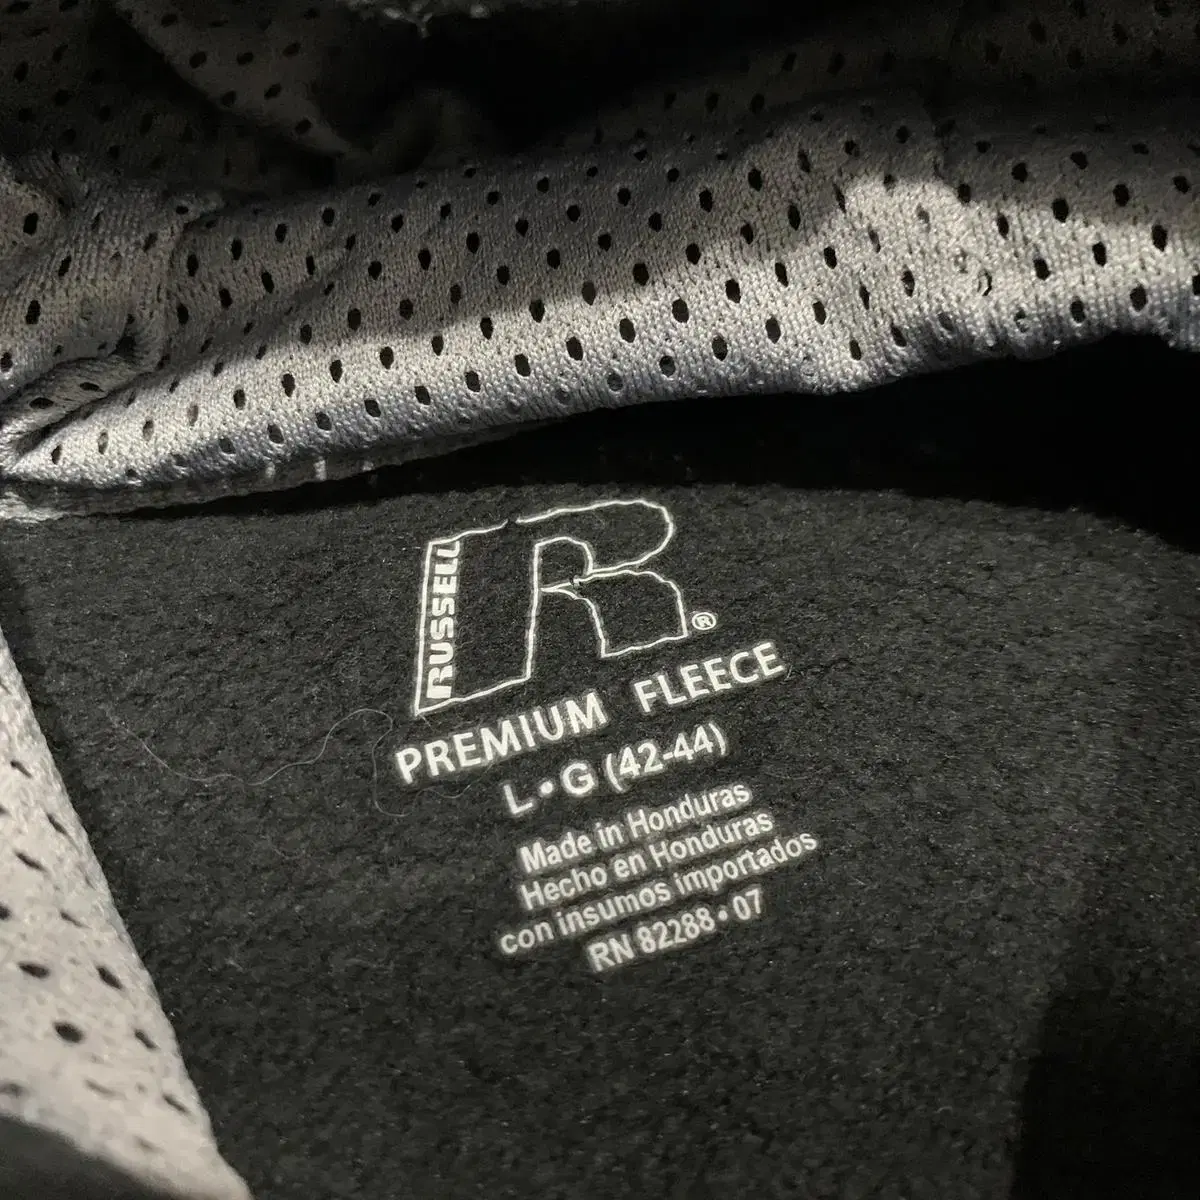 RUSSELL
R®
PREMIUM FLEECE
L•G (42-44)
Made in Honduras
Hecho en Honduras
con insumos importados
RN 82288•07